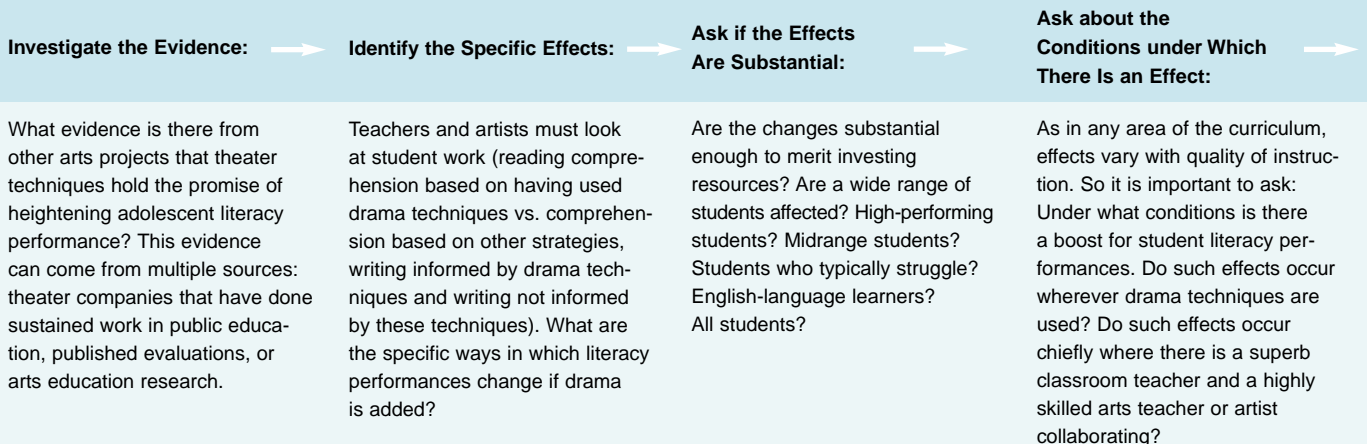 Investigate the Evidence:
What evidence is there from
other arts projects that theater
techniques hold the promise of
heightening adolescent literacy
performance? This evidence
can come from multiple sources:
theater companies that have done
sustained work in public educa-
tion, published evaluations, or
arts education research.
Identify the Specific Effects:
Teachers and artists must look
at student work (reading compre-
hension based on having used
drama techniques vs. comprehen-
sion based on other strategies,
writing informed by drama tech-
niques and writing not informed
by these techniques). What are
the specific ways in which literacy
performances change if drama
is added?
Ask if the Effects
Are Substantial:
Are the changes substantial
enough to merit investing
resources? Are a wide range of
students affected? High-performing
students? Midrange students?
Students who typically struggle?
English-language learners?
All students?
Ask about the
Conditions under Which
There Is an Effect:
As in any area of the curriculum,
effects vary with quality of instruc-
tion. So it is important to ask:
Under what conditions is there
a boost for student literacy per-
formances. Do such effects occur
wherever drama techniques are
used? Do such effects occur
chiefly where there is a superb
classroom teacher and a highly
skilled arts teacher or artist
collaborating?